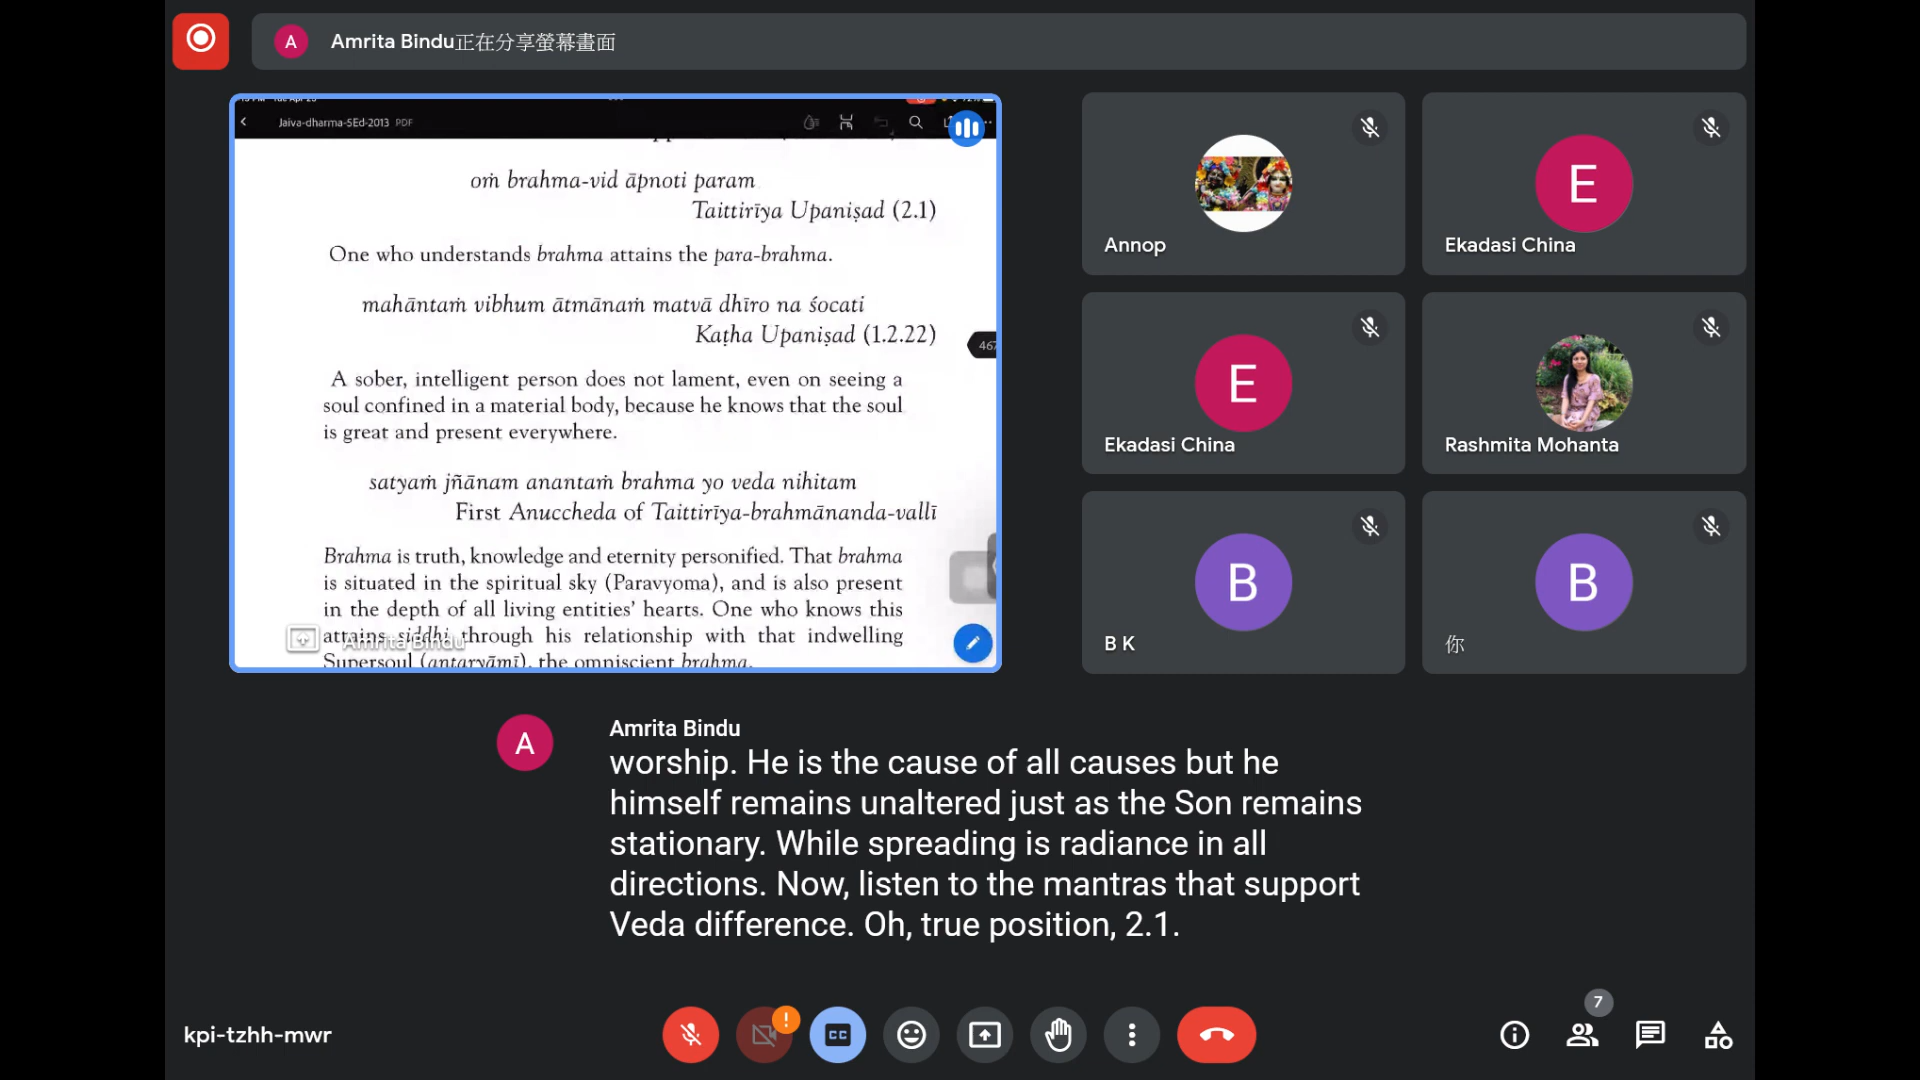 A
Amrita Bindu正在分享螢幕畫面
Jaiva-dharma-5Ed-2013 PDF
oṁ brahma-vid āpnoti param
Taittirīya Upaniṣad (2.1)
One who understands brahma attains the para-brahma.
mahāntaṁ vibhum ātmānaṁ matvā dhīro na śocati
Kaṭha Upaniṣad (1.2.22)
467
A sober, intelligent person does not lament, even on seeing a
soul confined in a material body, because he knows that the soul
is great and present everywhere.
satyaṁ jñānam anantaṁ brahma yo veda nihitam
First Anuccheda of Taittirīya-brahmānanda-vallī
Brahma is truth, knowledge and eternity personified. That brahma
is situated in the spiritual sky (Paravyoma), and is also present
in the depth of all living entities' hearts. One who knows this
attains siddhi through his relationship with that indwelling
Supersoul (antaryāmī), the omniscient brahma.
Amrita Bindu
Annop
E
Ekadasi China
E
Ekadasi China
Rashmita Mohanta
B
B K
B
你
A
Amrita Bindu
worship. He is the cause of all causes but he
himself remains unaltered just as the Son remains
stationary. While spreading is radiance in all
directions. Now, listen to the mantras that support
Veda difference. Oh, true position, 2.1.
kpi-tzhh-mwr
!
CC
7